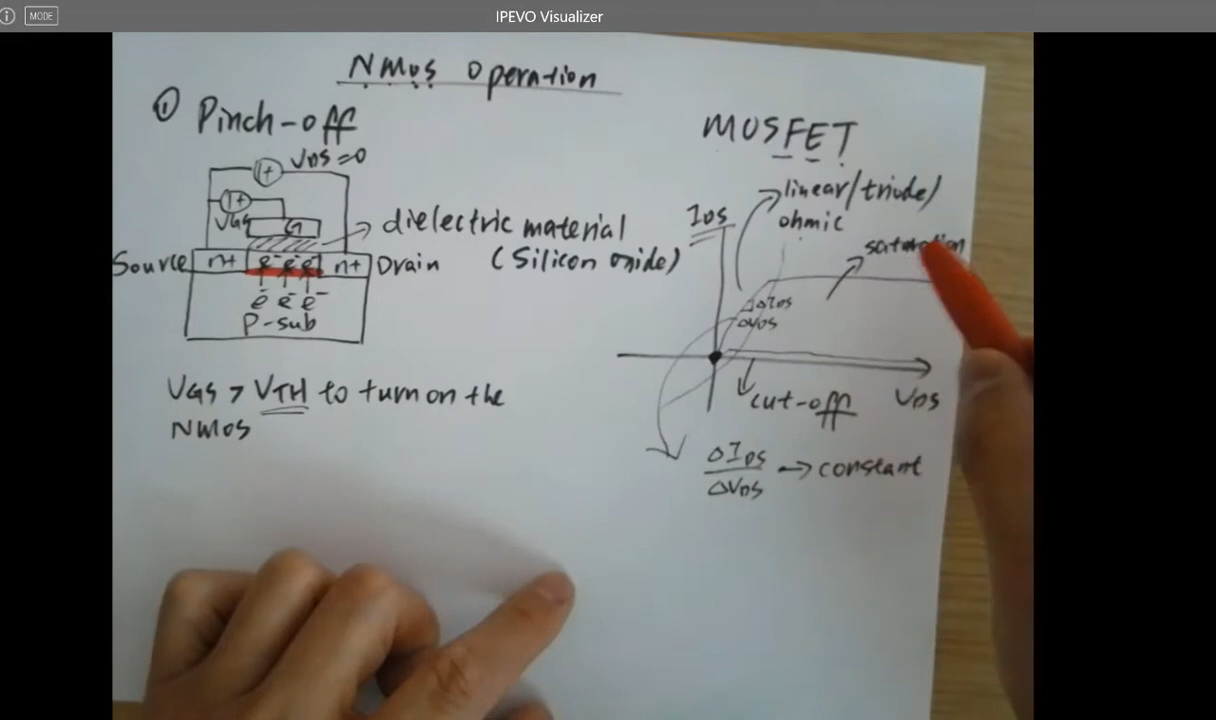 MODE
IPEVO Visualizer
NMOS Operation
① Pinch-off
VDS=0
VGS
G
dielectric material
(Silicon oxide)
Source
n+
e⁻ e⁻ e⁻
n+
Drain
e⁻ e⁻ e⁻
P-sub
VGS > VTH to turn on the
NMOS
MOSFET
linear/triode/
ohmic
IDS
saturation
ΔIDS
ΔVDS
cut-off
VDS
ΔIDS
ΔVDS
→ constant